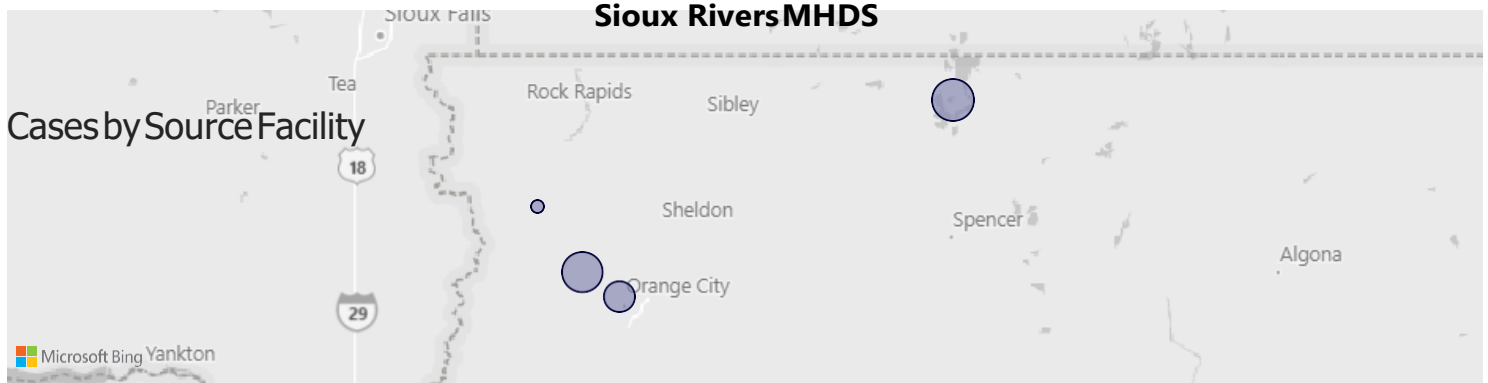 Sioux Rivers MHDS
Sioux Falls
Tea
Rock Rapids
Sibley
Parker
Cases by Source Facility
18
Sheldon
Spencer
Algona
Orange City
29
Microsoft Bing
Yankton